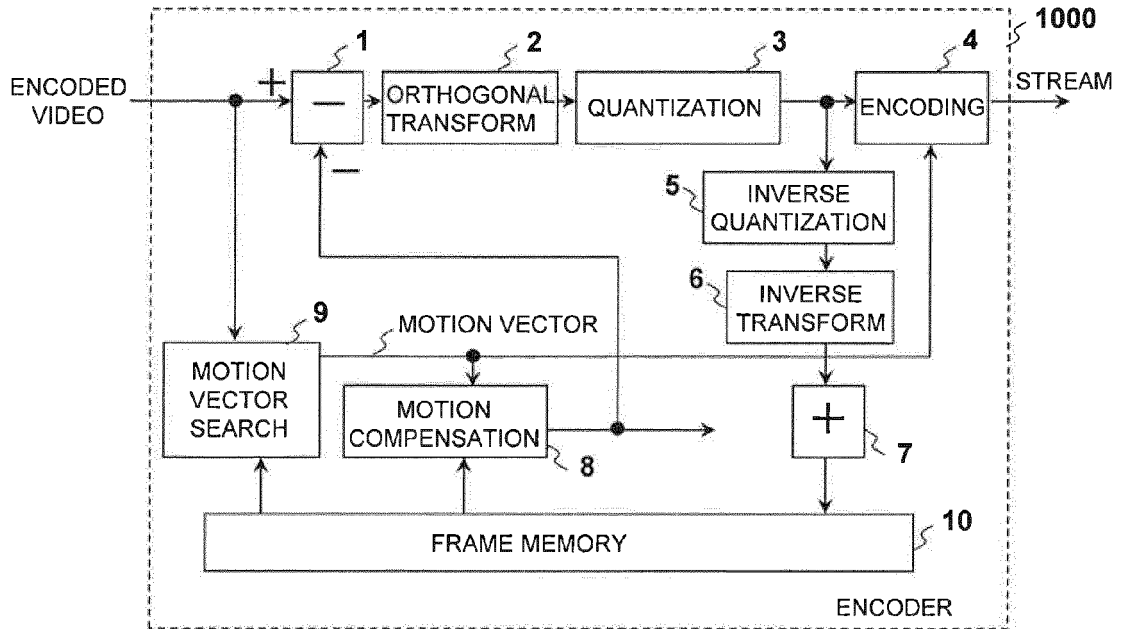 1000
1
2
3
4
ENCODED
VIDEO
+
−
ORTHOGONAL
TRANSFORM
QUANTIZATION
ENCODING
STREAM
−
5
INVERSE
QUANTIZATION
6
INVERSE
TRANSFORM
9
MOTION VECTOR
MOTION
VECTOR
SEARCH
MOTION
COMPENSATION
8
+
7
10
FRAME MEMORY
ENCODER